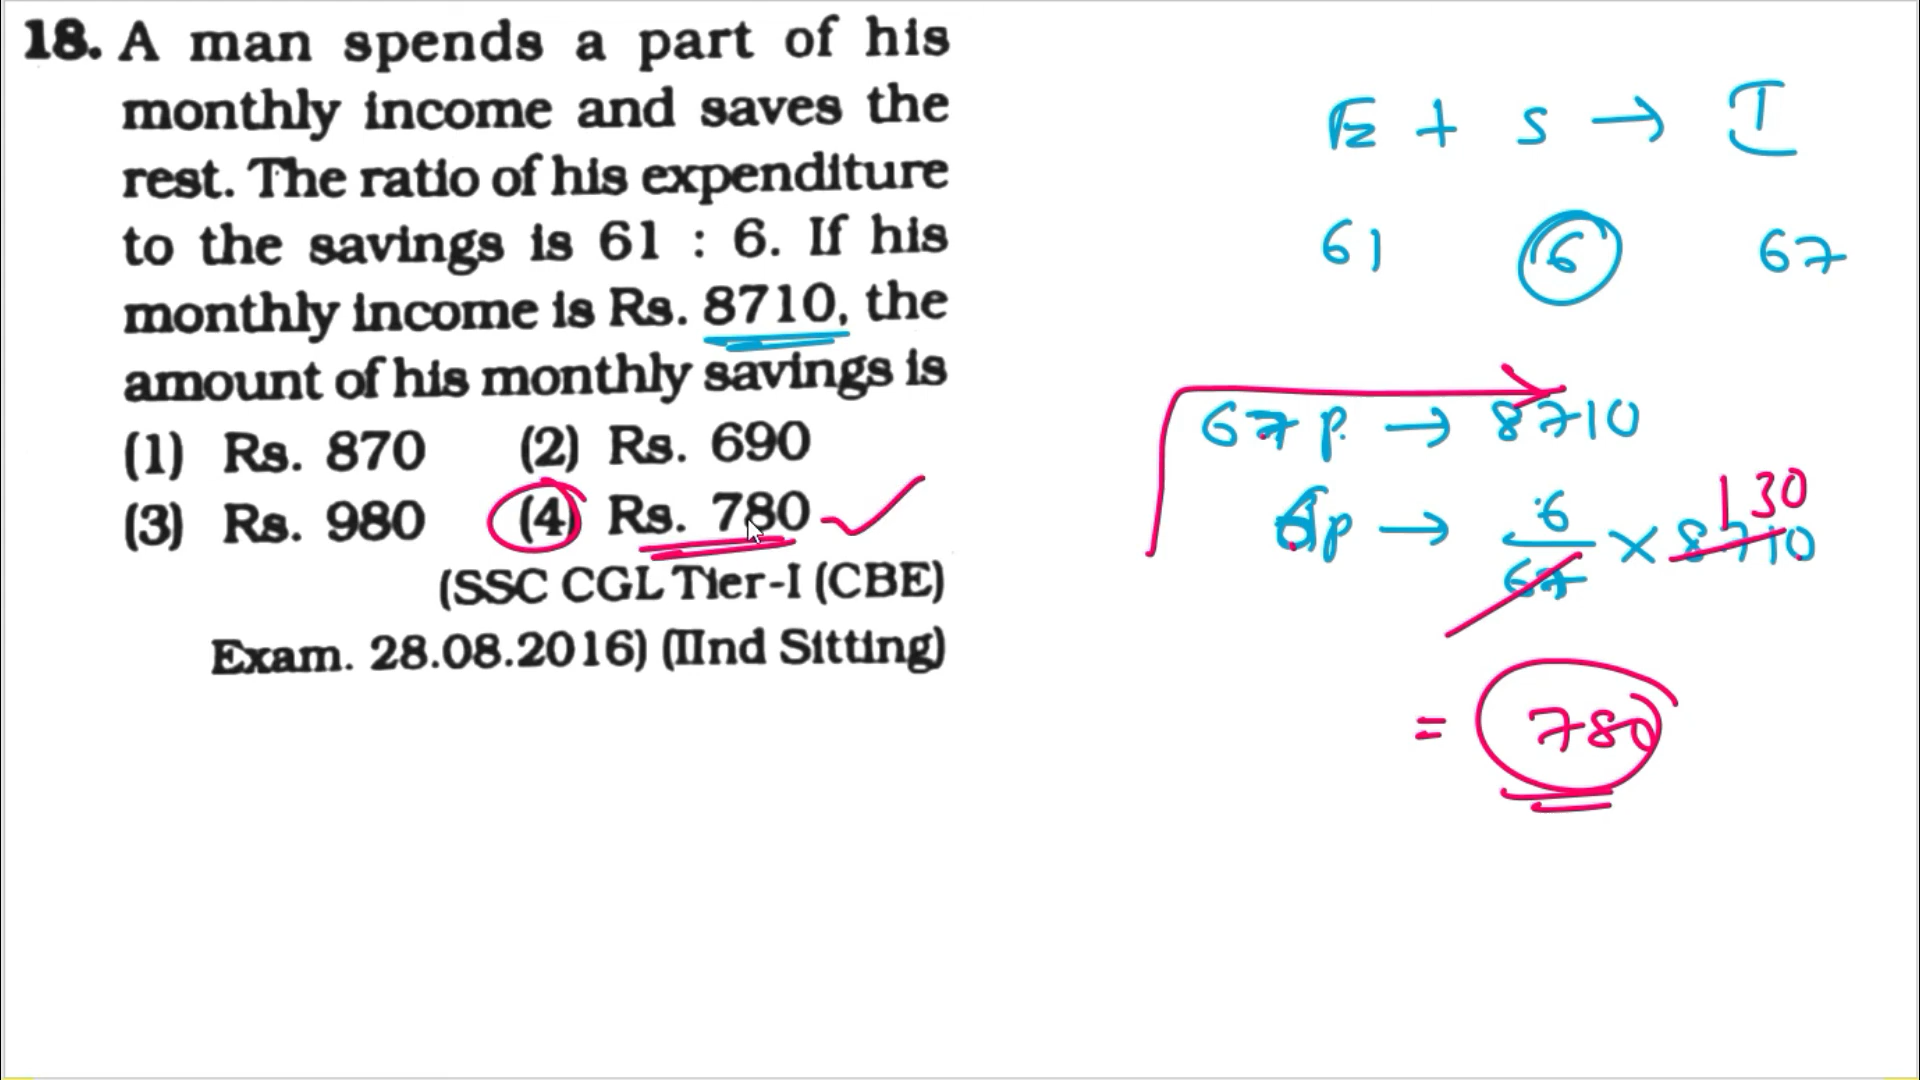 18. A man spends a part of his
monthly income and saves the
rest. The ratio of his expenditure
to the savings is 61 : 6. If his
monthly income is Rs. 8710, the
amount of his monthly savings is
(1) Rs. 870 (2) Rs. 690
(3) Rs. 980 (4) Rs. 780
(SSC CGL Tier-I (CBE)
Exam. 28.08.2016) (IInd Sitting)
E + S → I
61 6 67
67 p. → 8710
130
6p → 6/67 × 8710
= 780